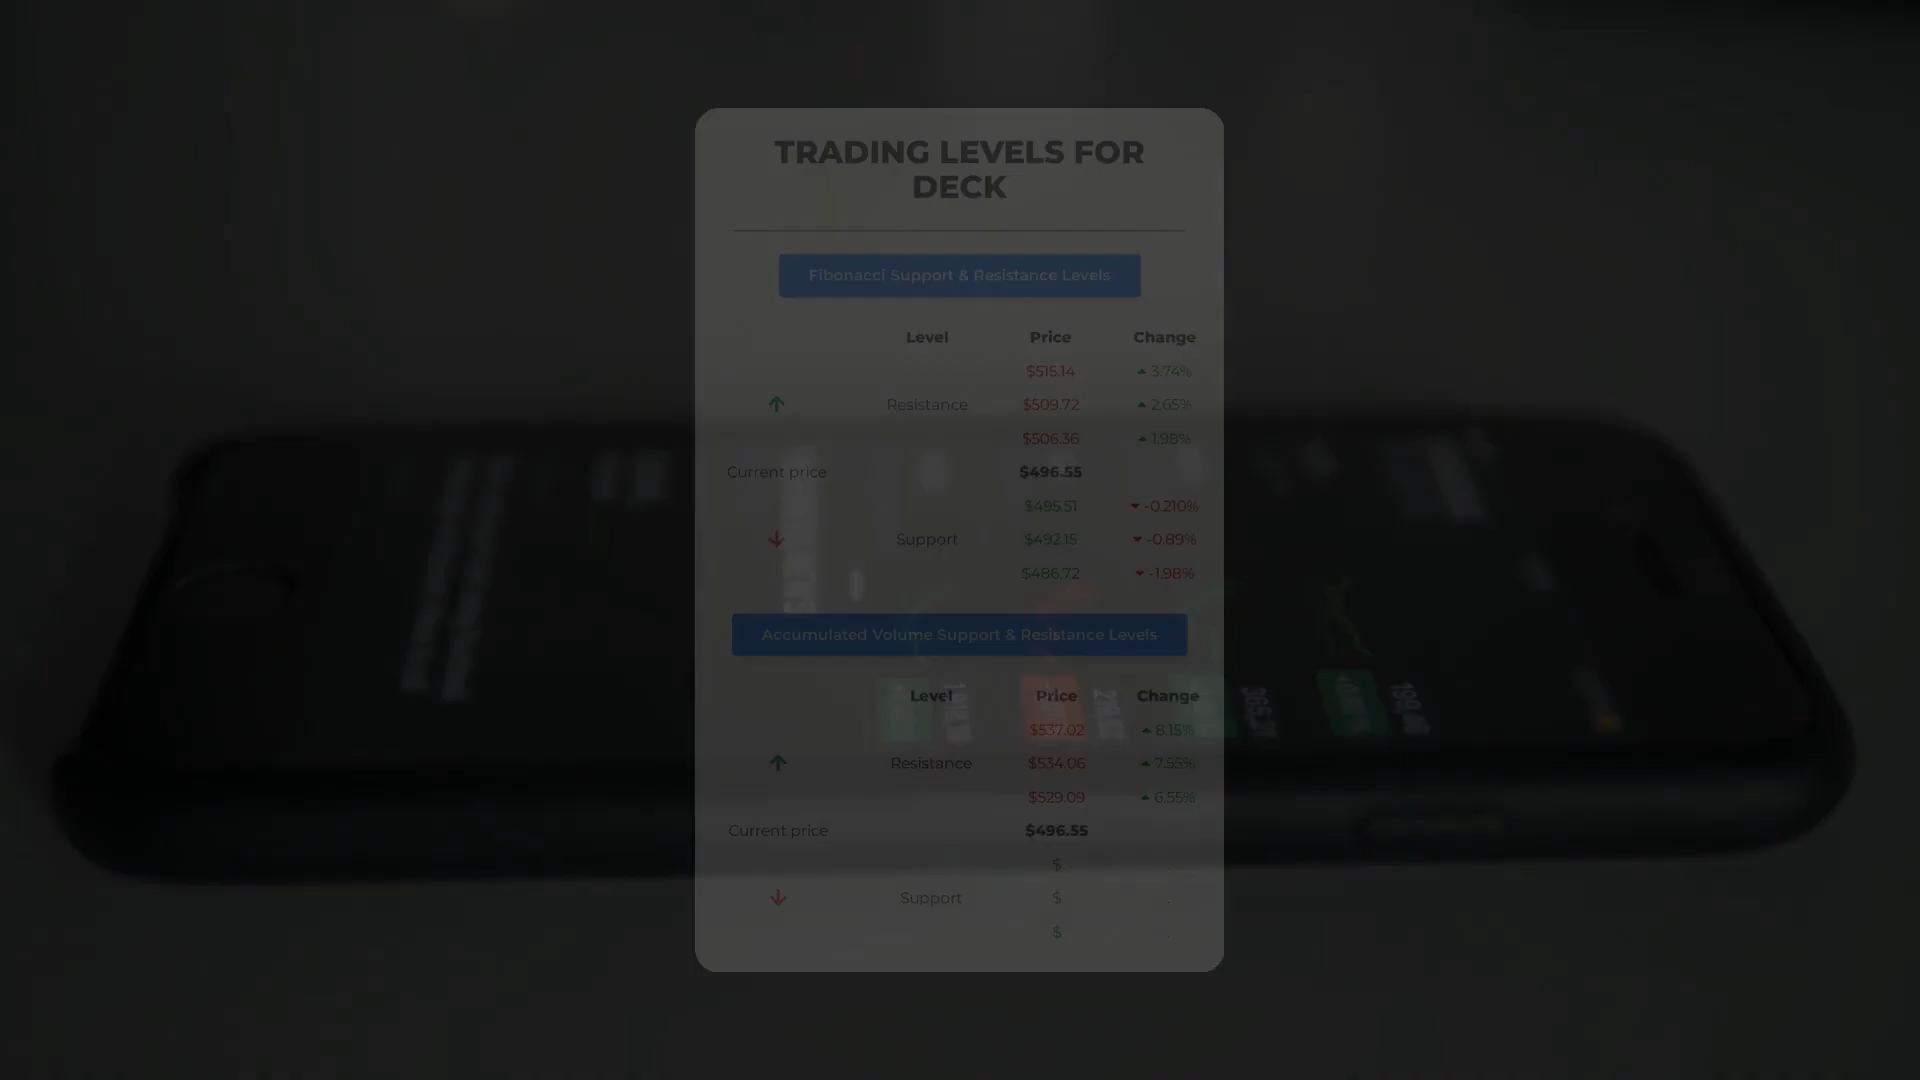 TRADING LEVELS FOR
DECK
Fibonacci Support & Resistance Levels
Level Price Change
$515.14 3.74%
Resistance $509.72 2.65%
$506.36 1.98%
Current price $496.55
$495.51 -0.210%
Support $492.15 -0.89%
$486.72 -1.98%
Accumulated Volume Support & Resistance Levels
Level Price Change
$537.02 8.15%
Resistance $534.06 7.55%
$529.09 6.55%
Current price $496.55
$
Support $
$